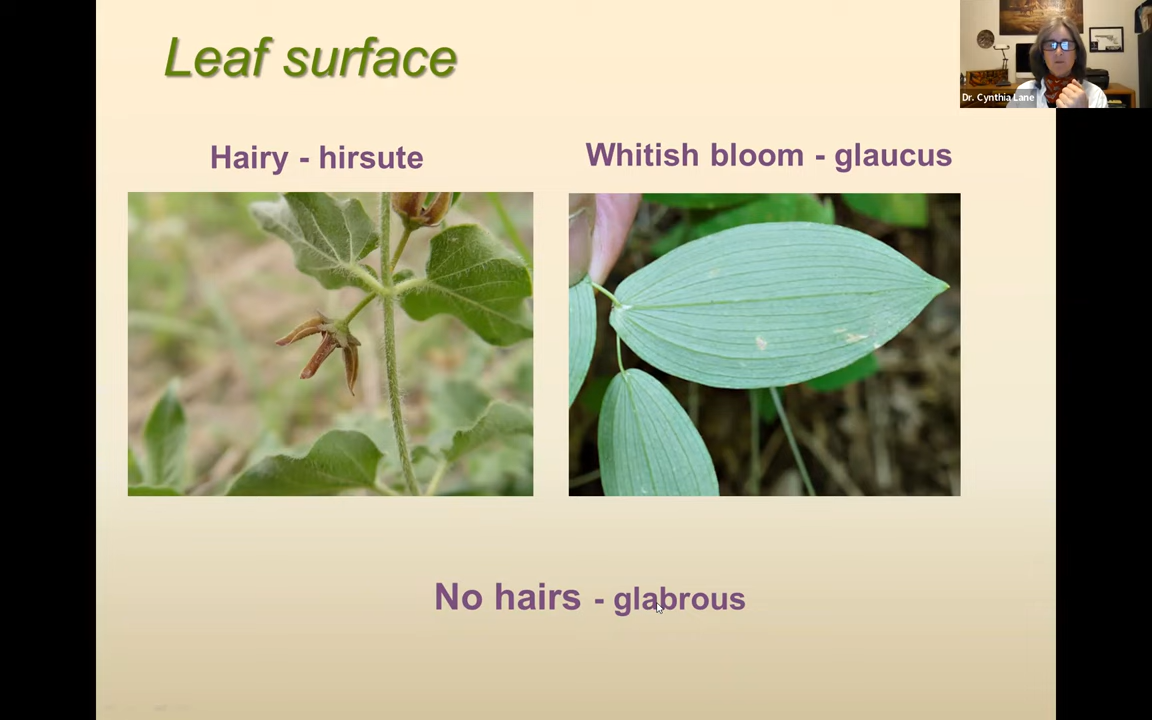 Leaf surface
Dr. Cynthia Lane
Hairy - hirsute
Whitish bloom - glaucus
No hairs - glabrous